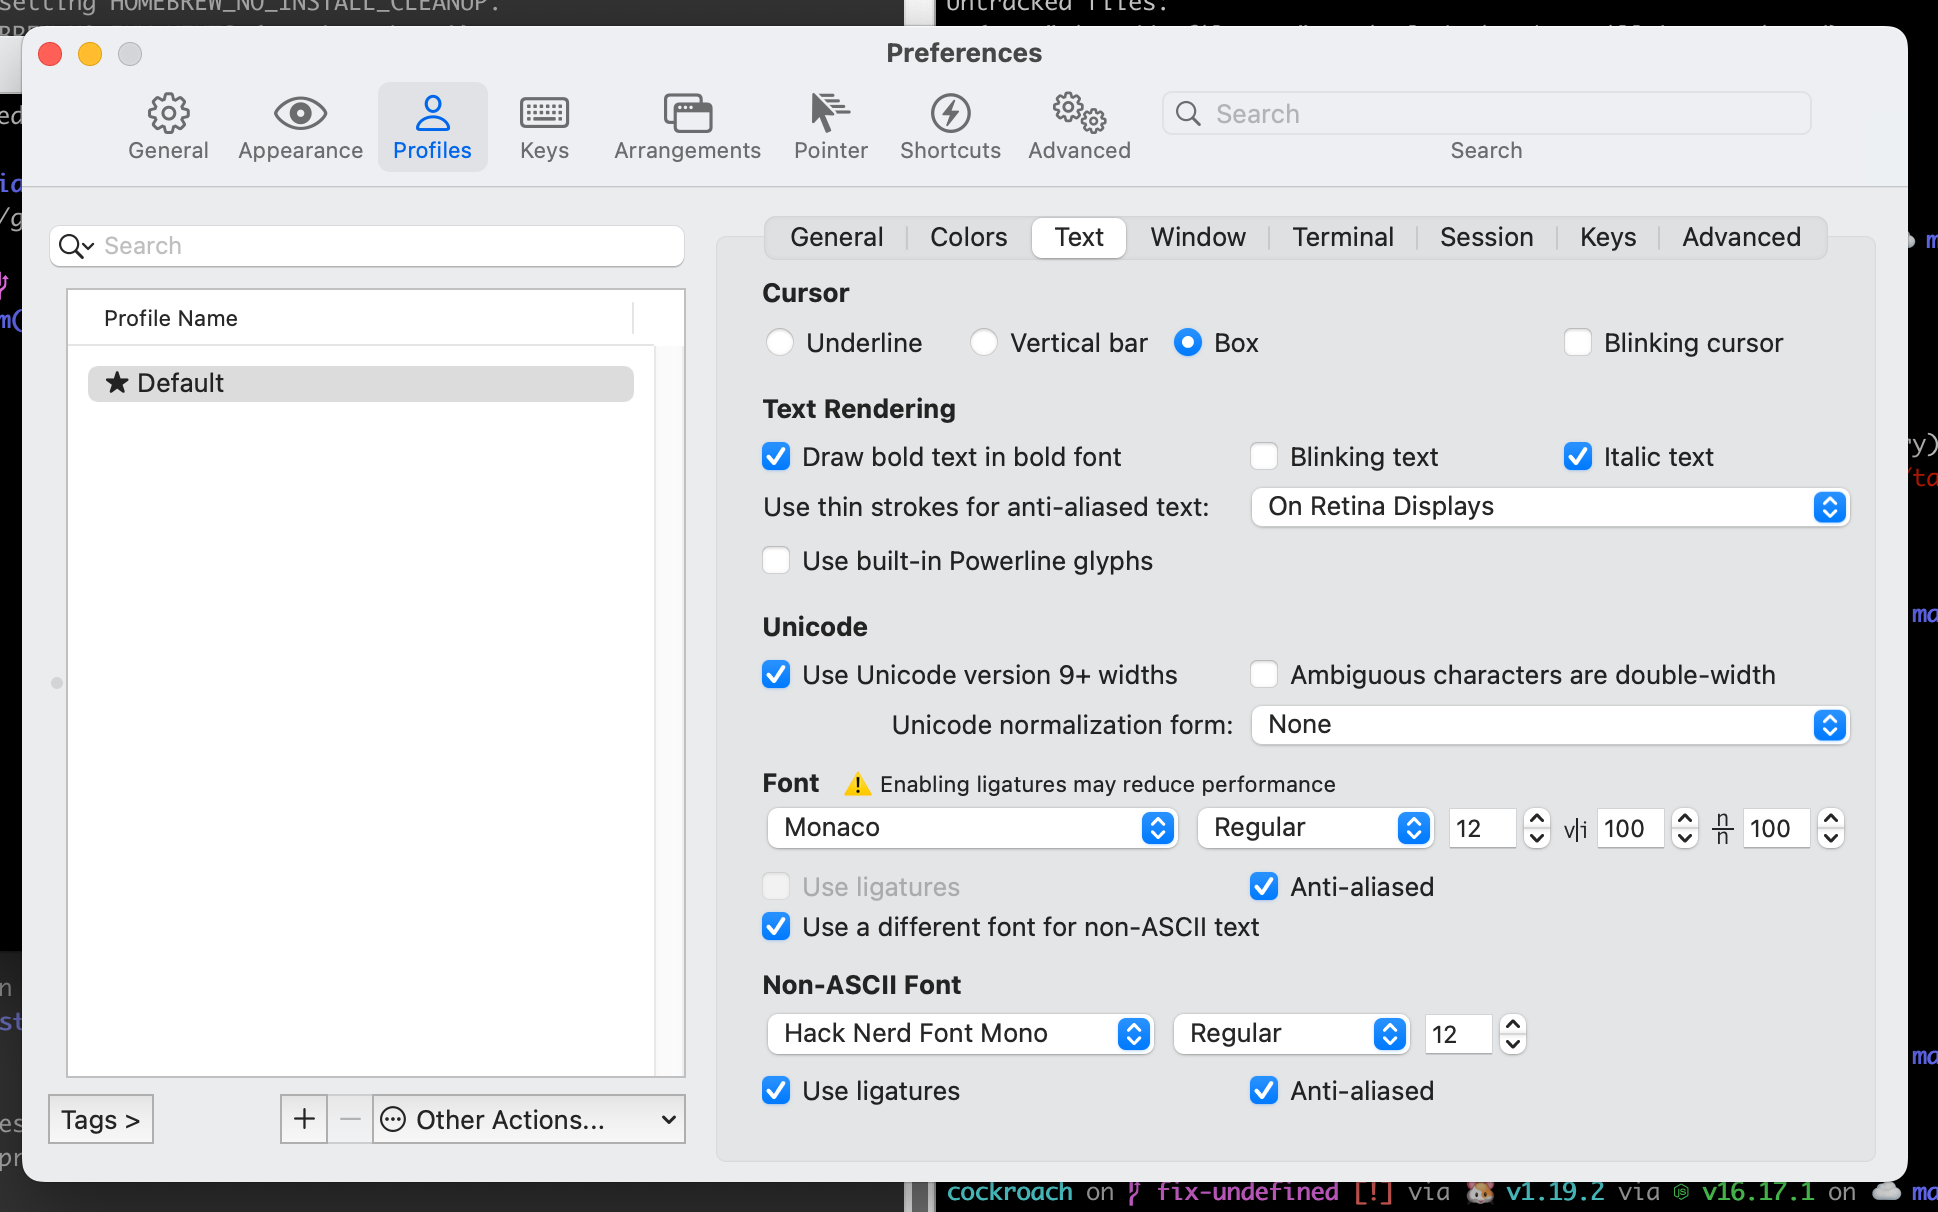 setting HOMEBREW_NO_INSTALL_CLEANUP.
Untracked files:
Preferences
General
Appearance
Profiles
Keys
Arrangements
Pointer
Shortcuts
Advanced
Search
Search
Search
Profile Name
★ Default
Tags >
+
−
Other Actions...
General
Colors
Text
Window
Terminal
Session
Keys
Advanced
Cursor
Underline
Vertical bar
Box
Blinking cursor
Text Rendering
Draw bold text in bold font
Blinking text
Italic text
Use thin strokes for anti-aliased text:
On Retina Displays
Use built-in Powerline glyphs
Unicode
Use Unicode version 9+ widths
Ambiguous characters are double-width
Unicode normalization form:
None
Font
Enabling ligatures may reduce performance
Monaco
Regular
12
v|i
100
n/n
100
Use ligatures
Anti-aliased
Use a different font for non-ASCII text
Non-ASCII Font
Hack Nerd Font Mono
Regular
12
Use ligatures
Anti-aliased
cockroach on fix-undefined [!] via v1.19.2 via v16.17.1 on